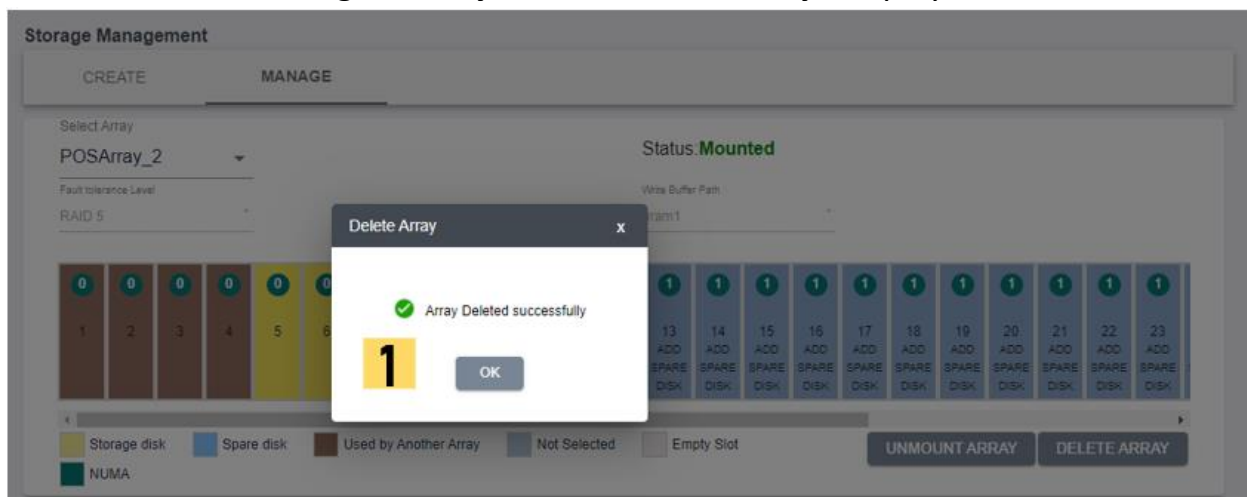 Storage Management
CREATE MANAGE
Select Array
POSArray_2
Status:Mounted
Fault tolerance Level
Write Buffer Path
RAID 5
Delete Array x
Array Deleted successfully
1
OK
0 0 0 0 0 0 1 1 1 1 1 1 1 1 1 1 1
1 2 3 4 5 6 13 14 15 16 17 18 19 20 21 22 23
ADD ADD ADD ADD ADD ADD ADD ADD ADD ADD ADD
SPARE SPARE SPARE SPARE SPARE SPARE SPARE SPARE SPARE SPARE SPARE
DISK DISK DISK DISK DISK DISK DISK DISK DISK DISK DISK
Storage disk Spare disk Used by Another Array Not Selected Empty Slot UNMOUNT ARRAY DELETE ARRAY
NUMA